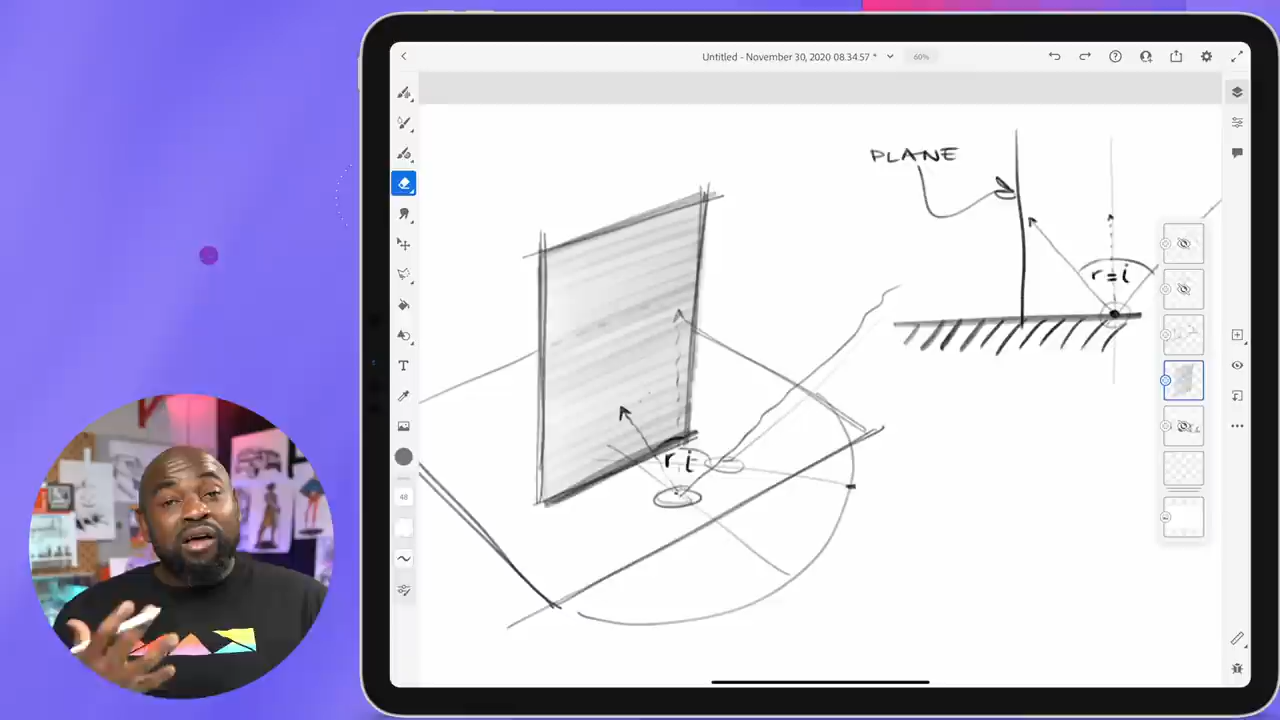 Untitled - November 30, 2020 08.34.57 *
60%
PLANE
r = i
r i
T
48